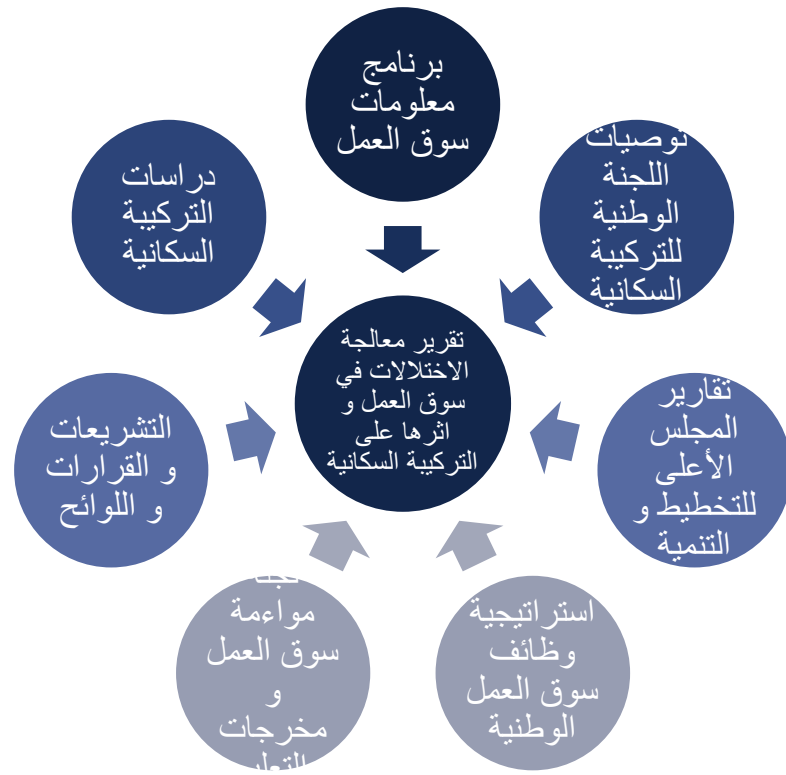 برنامج
معلومات
سوق العمل
توصيات
اللجنة
الوطنية
للتركيبة
السكانية
تقارير
المجلس
الأعلى
للتخطيط و
التنمية
استراتيجية
وظائف
سوق العمل
الوطنية
مواءمة
سوق العمل
و
مخرجات
التشريعات
و القرارات
و اللوائح
دراسات
التركيبة
السكانية
تقرير معالجة
الاختلالات في
سوق العمل و
اثرها على
التركيبة السكانية